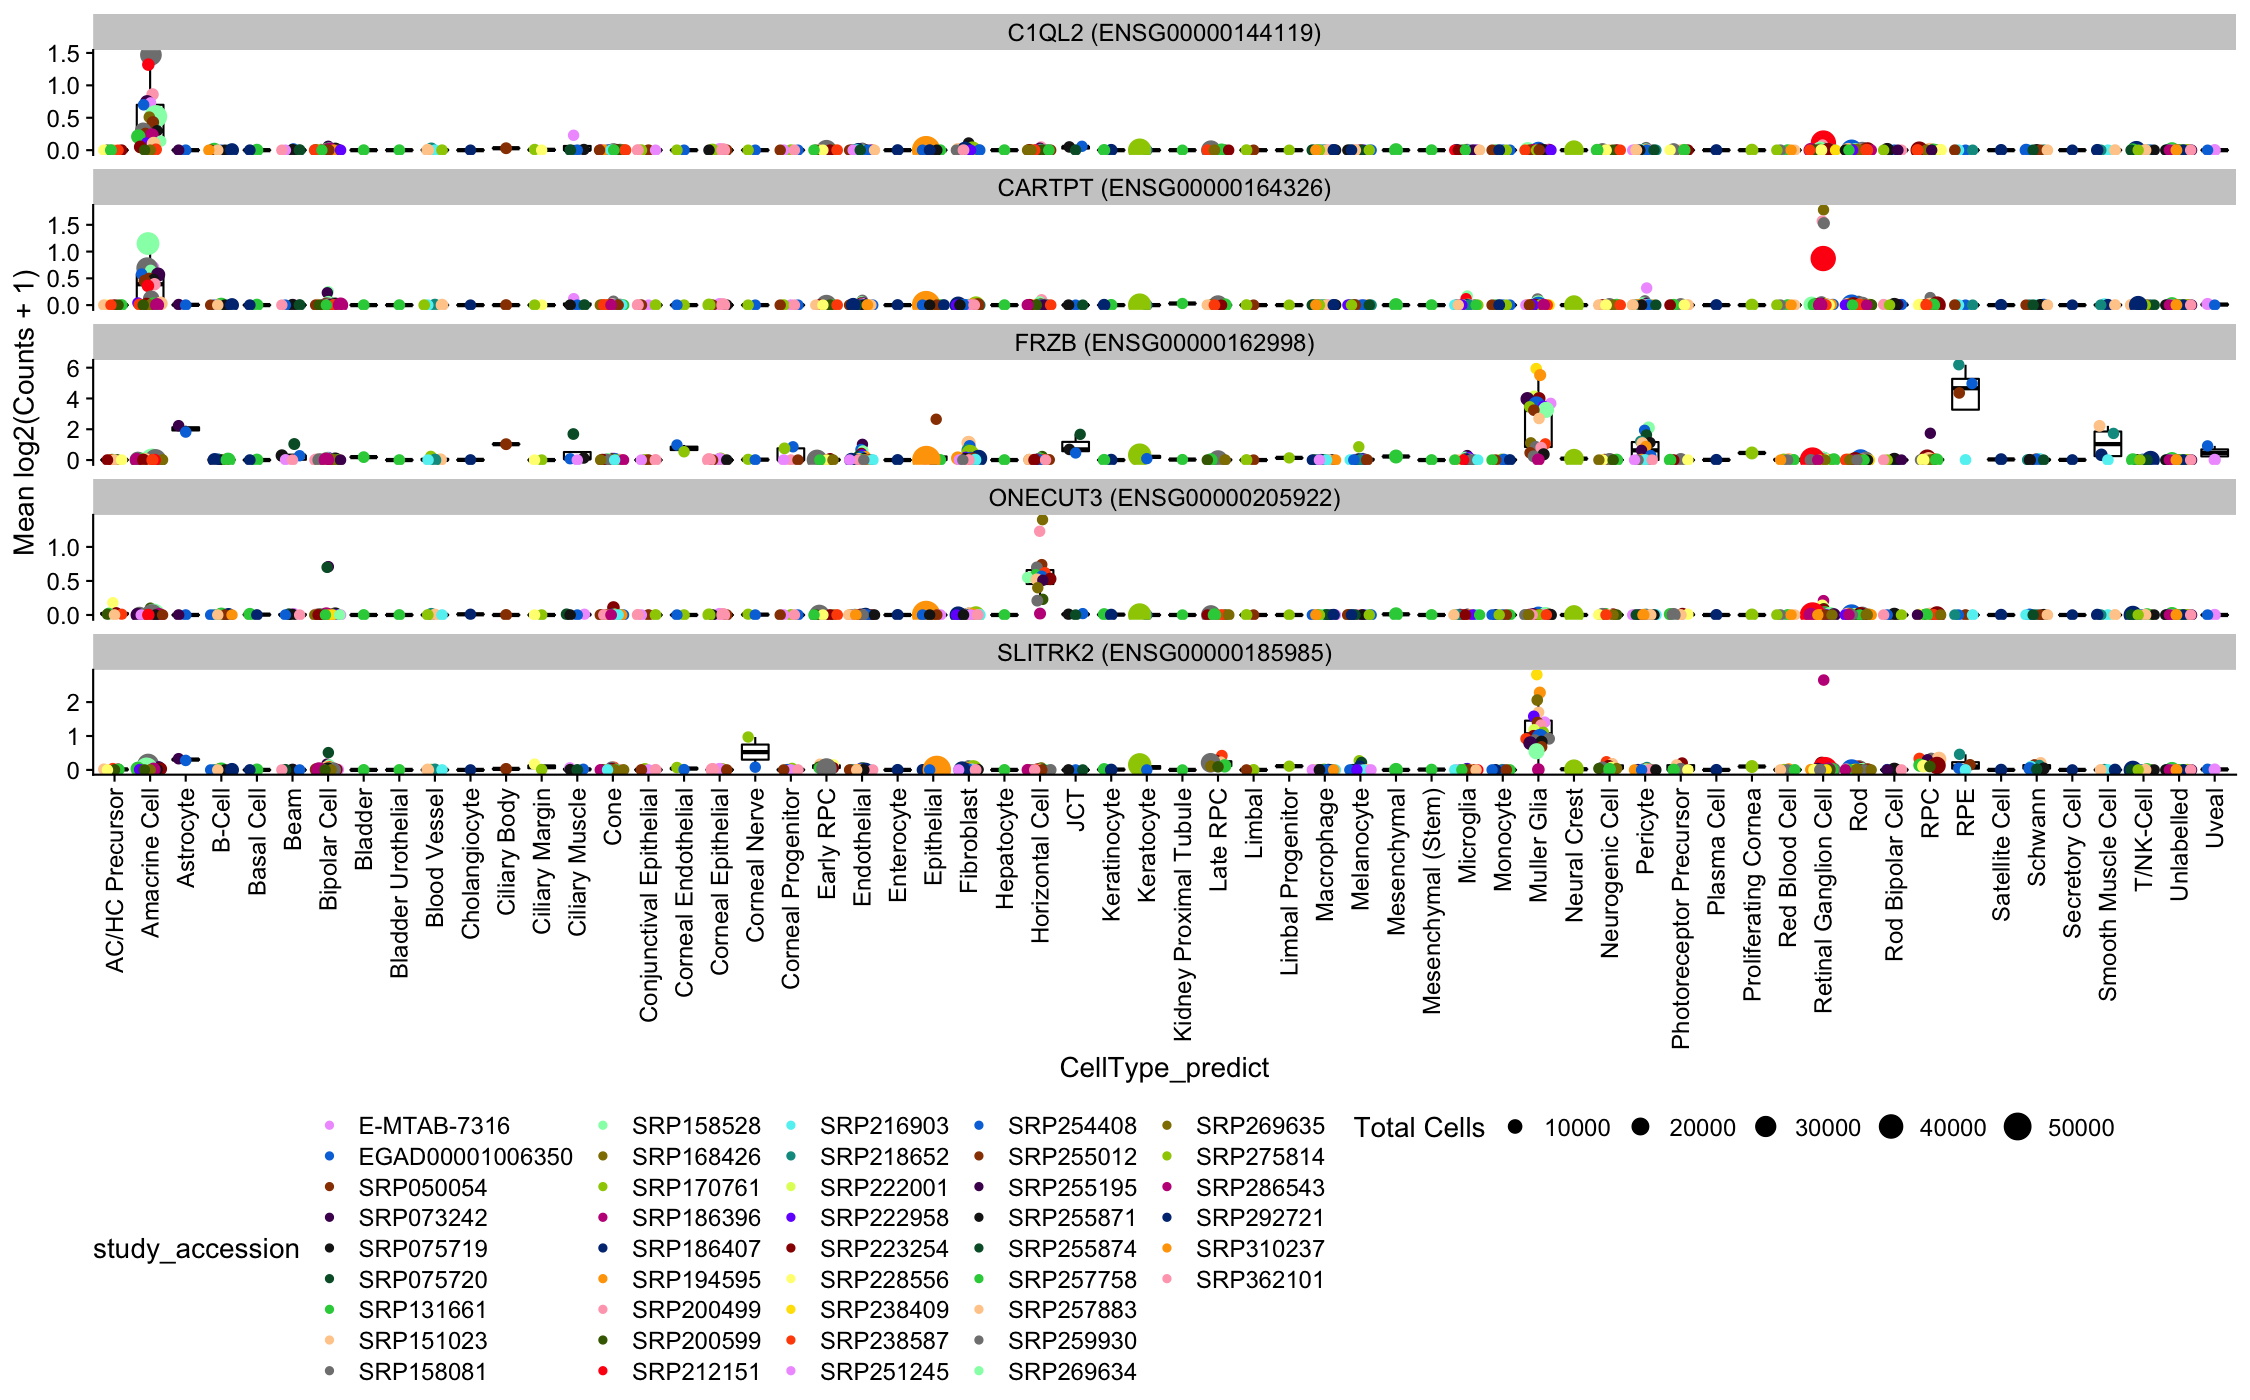 C1QL2 (ENSG00000144119)
1.5
1.0
0.5
0.0
CARTPT (ENSG00000164326)
1.5
1.0
0.5
0.0
FRZB (ENSG00000162998)
6
4
2
0
ONECUT3 (ENSG00000205922)
1.0
0.5
0.0
SLITRK2 (ENSG00000185985)
2
1
0
Mean log2(Counts + 1)
AC/HC Precursor
Amacrine Cell
Astrocyte
B-Cell
Basal Cell
Beam
Bipolar Cell
Bladder
Bladder Urothelial
Blood Vessel
Cholangiocyte
Ciliary Body
Ciliary Margin
Ciliary Muscle
Cone
Conjunctival Epithelial
Corneal Endothelial
Corneal Epithelial
Corneal Nerve
Corneal Progenitor
Early RPC
Endothelial
Enterocyte
Epithelial
Fibroblast
Hepatocyte
Horizontal Cell
JCT
Keratinocyte
Keratocyte
Kidney Proximal Tubule
Late RPC
Limbal
Limbal Progenitor
Macrophage
Melanocyte
Mesenchymal
Mesenchymal (Stem)
Microglia
Monocyte
Muller Glia
Neural Crest
Neurogenic Cell
Pericyte
Photoreceptor Precursor
Plasma Cell
Proliferating Cornea
Red Blood Cell
Retinal Ganglion Cell
Rod
Rod Bipolar Cell
RPC
RPE
Satellite Cell
Schwann
Secretory Cell
Smooth Muscle Cell
T/NK-Cell
Unlabelled
Uveal
CellType_predict
study_accession
E-MTAB-7316
EGAD00001006350
SRP050054
SRP073242
SRP075719
SRP075720
SRP131661
SRP151023
SRP158081
SRP158528
SRP168426
SRP170761
SRP186396
SRP186407
SRP194595
SRP200499
SRP200599
SRP212151
SRP216903
SRP218652
SRP222001
SRP222958
SRP223254
SRP228556
SRP238409
SRP238587
SRP251245
SRP254408
SRP255012
SRP255195
SRP255871
SRP255874
SRP257758
SRP257883
SRP259930
SRP269634
SRP269635
SRP275814
SRP286543
SRP292721
SRP310237
SRP362101
Total Cells 10000 20000 30000 40000 50000